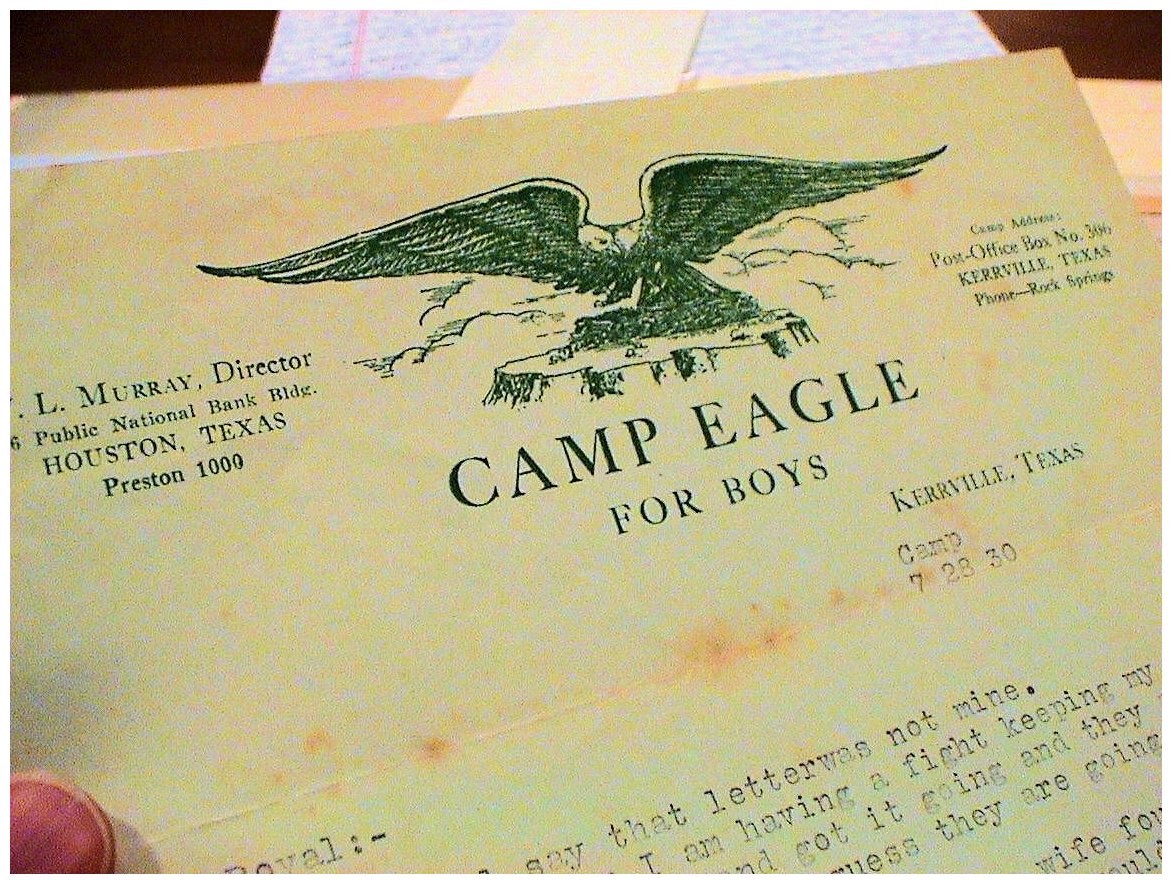 L. MURRAY, Director
6 Public National Bank Bldg.
HOUSTON, TEXAS
Preston 1000
Camp Address:
Post-Office Box No. 306
KERRVILLE, TEXAS
Phone—Rock Springs
CAMP EAGLE
FOR BOYS
KERRVILLE, TEXAS
Camp
7 28 30
Royal:-
say that letterwas not mine.
I am having a fight keeping my
and got it going and they
guess they are going
wife